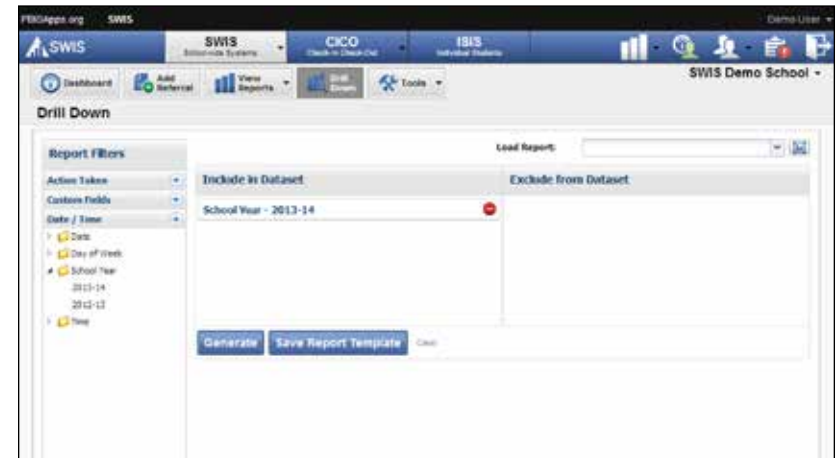 PBISApps.org SWIS Demo User
SWIS SWIS CICO ISIS
School-wide Systems Check-in Check-Out Individual Students
Dashboard Add Referral View Reports Drill Down Tools SWIS Demo School
Drill Down
Report Filters Load Report:
Action Taken Include in Dataset Exclude from Dataset
Custom Fields
School Year - 2013-14
Date / Time
Date
Day of Week
School Year
2013-14
2012-13
Time
Generate Save Report Template Clear